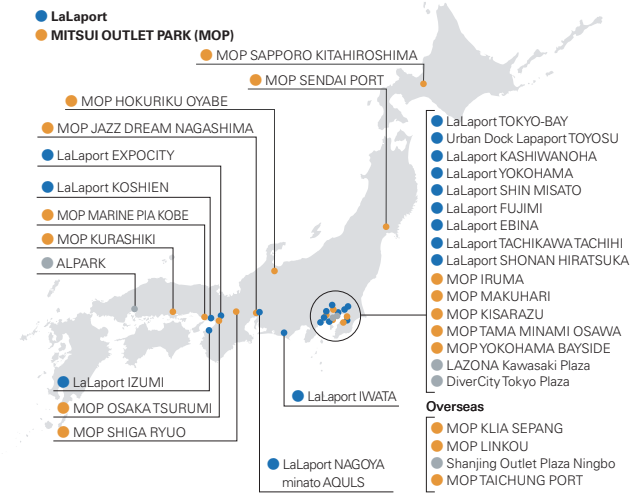 LaLaport
MITSUI OUTLET PARK (MOP)
MOP SAPPORO KITAHIROSHIMA
MOP SENDAI PORT
MOP HOKURIKU OYABE
MOP JAZZ DREAM NAGASHIMA
LaLaport EXPOCITY
LaLaport KOSHIEN
MOP MARINE PIA KOBE
MOP KURASHIKI
ALPARK
LaLaport IZUMI
MOP OSAKA TSURUMI
MOP SHIGA RYUO
LaLaport IWATA
LaLaport NAGOYA
minato AQULS
LaLaport TOKYO-BAY
Urban Dock Lapaport TOYOSU
LaLaport KASHIWANOHA
LaLaport YOKOHAMA
LaLaport SHIN MISATO
LaLaport FUJIMI
LaLaport EBINA
LaLaport TACHIKAWA TACHIHI
LaLaport SHONAN HIRATSUKA
MOP IRUMA
MOP MAKUHARI
MOP KISARAZU
MOP TAMA MINAMI OSAWA
MOP YOKOHAMA BAYSIDE
LAZONA Kawasaki Plaza
DiverCity Tokyo Plaza
Overseas
MOP KLIA SEPANG
MOP LINKOU
Shanjing Outlet Plaza Ningbo
MOP TAICHUNG PORT